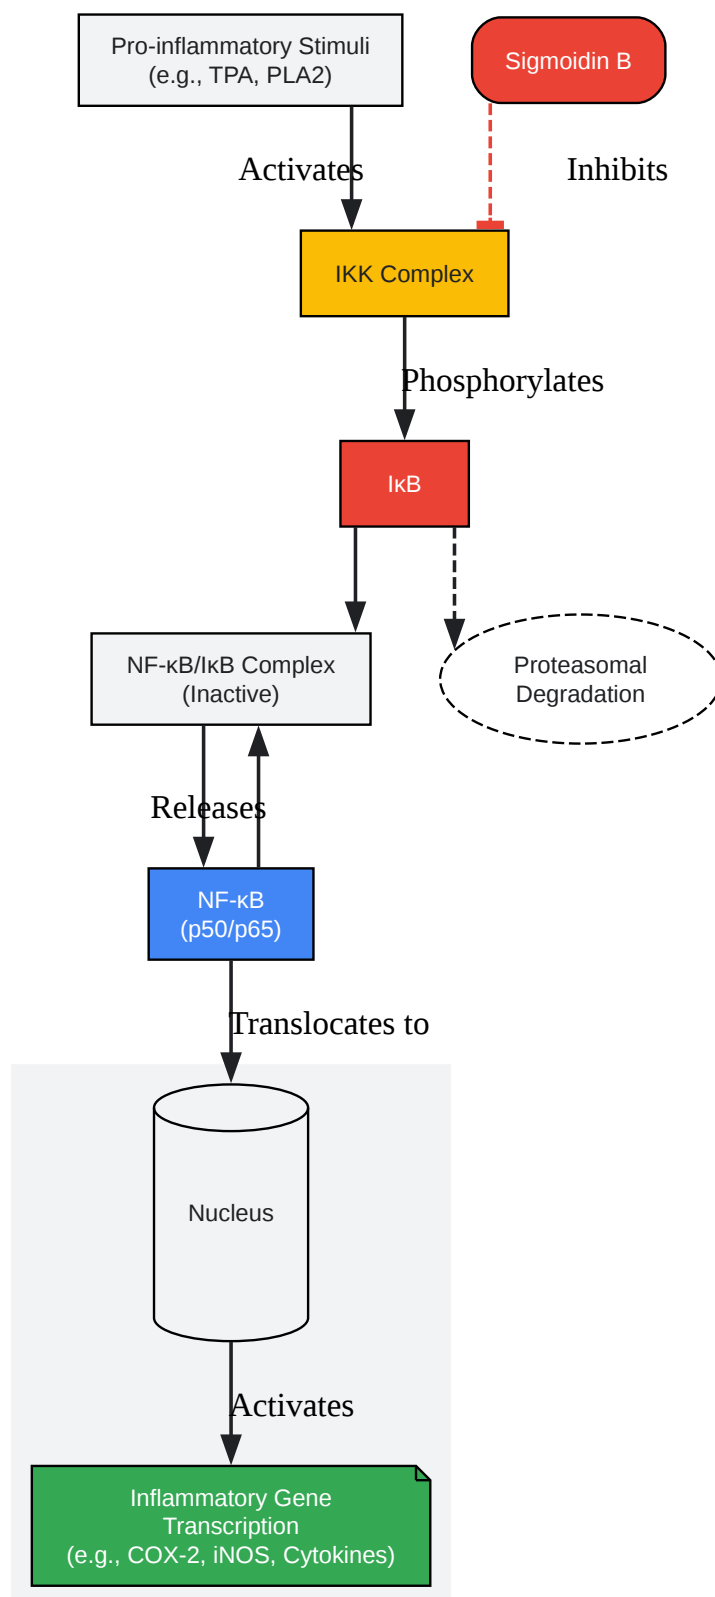 Pro-inflammatory Stimuli
(e.g., TPA, PLA2)
Sigmoidin B
Activates
Inhibits
IKK Complex
Phosphorylates
IκB
NF-κB/IκB Complex
(Inactive)
Proteasomal
Degradation
Releases
NF-κB
(p50/p65)
Translocates to
Nucleus
Activates
Inflammatory Gene
Transcription
(e.g., COX-2, iNOS, Cytokines)